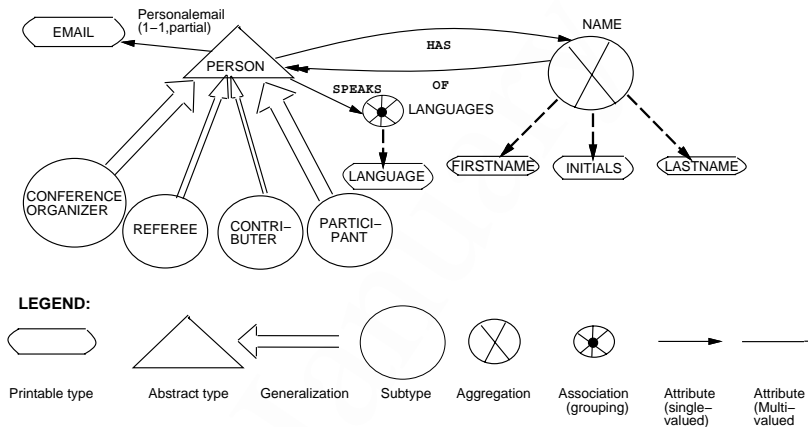 Personalemail
(1−1,partial)
EMAIL
PERSON
HAS
NAME
SPEAKS
OF
LANGUAGES
LANGUAGE
FIRSTNAME
INITIALS
LASTNAME
CONFERENCE
ORGANIZER
REFEREE
CONTRI−
BUTER
PARTICI−
PANT
LEGEND:
Printable type
Abstract type
Generalization
Subtype
Aggregation
Association
(grouping)
Attribute
(single−
valued)
Attribute
(Multi−
valued